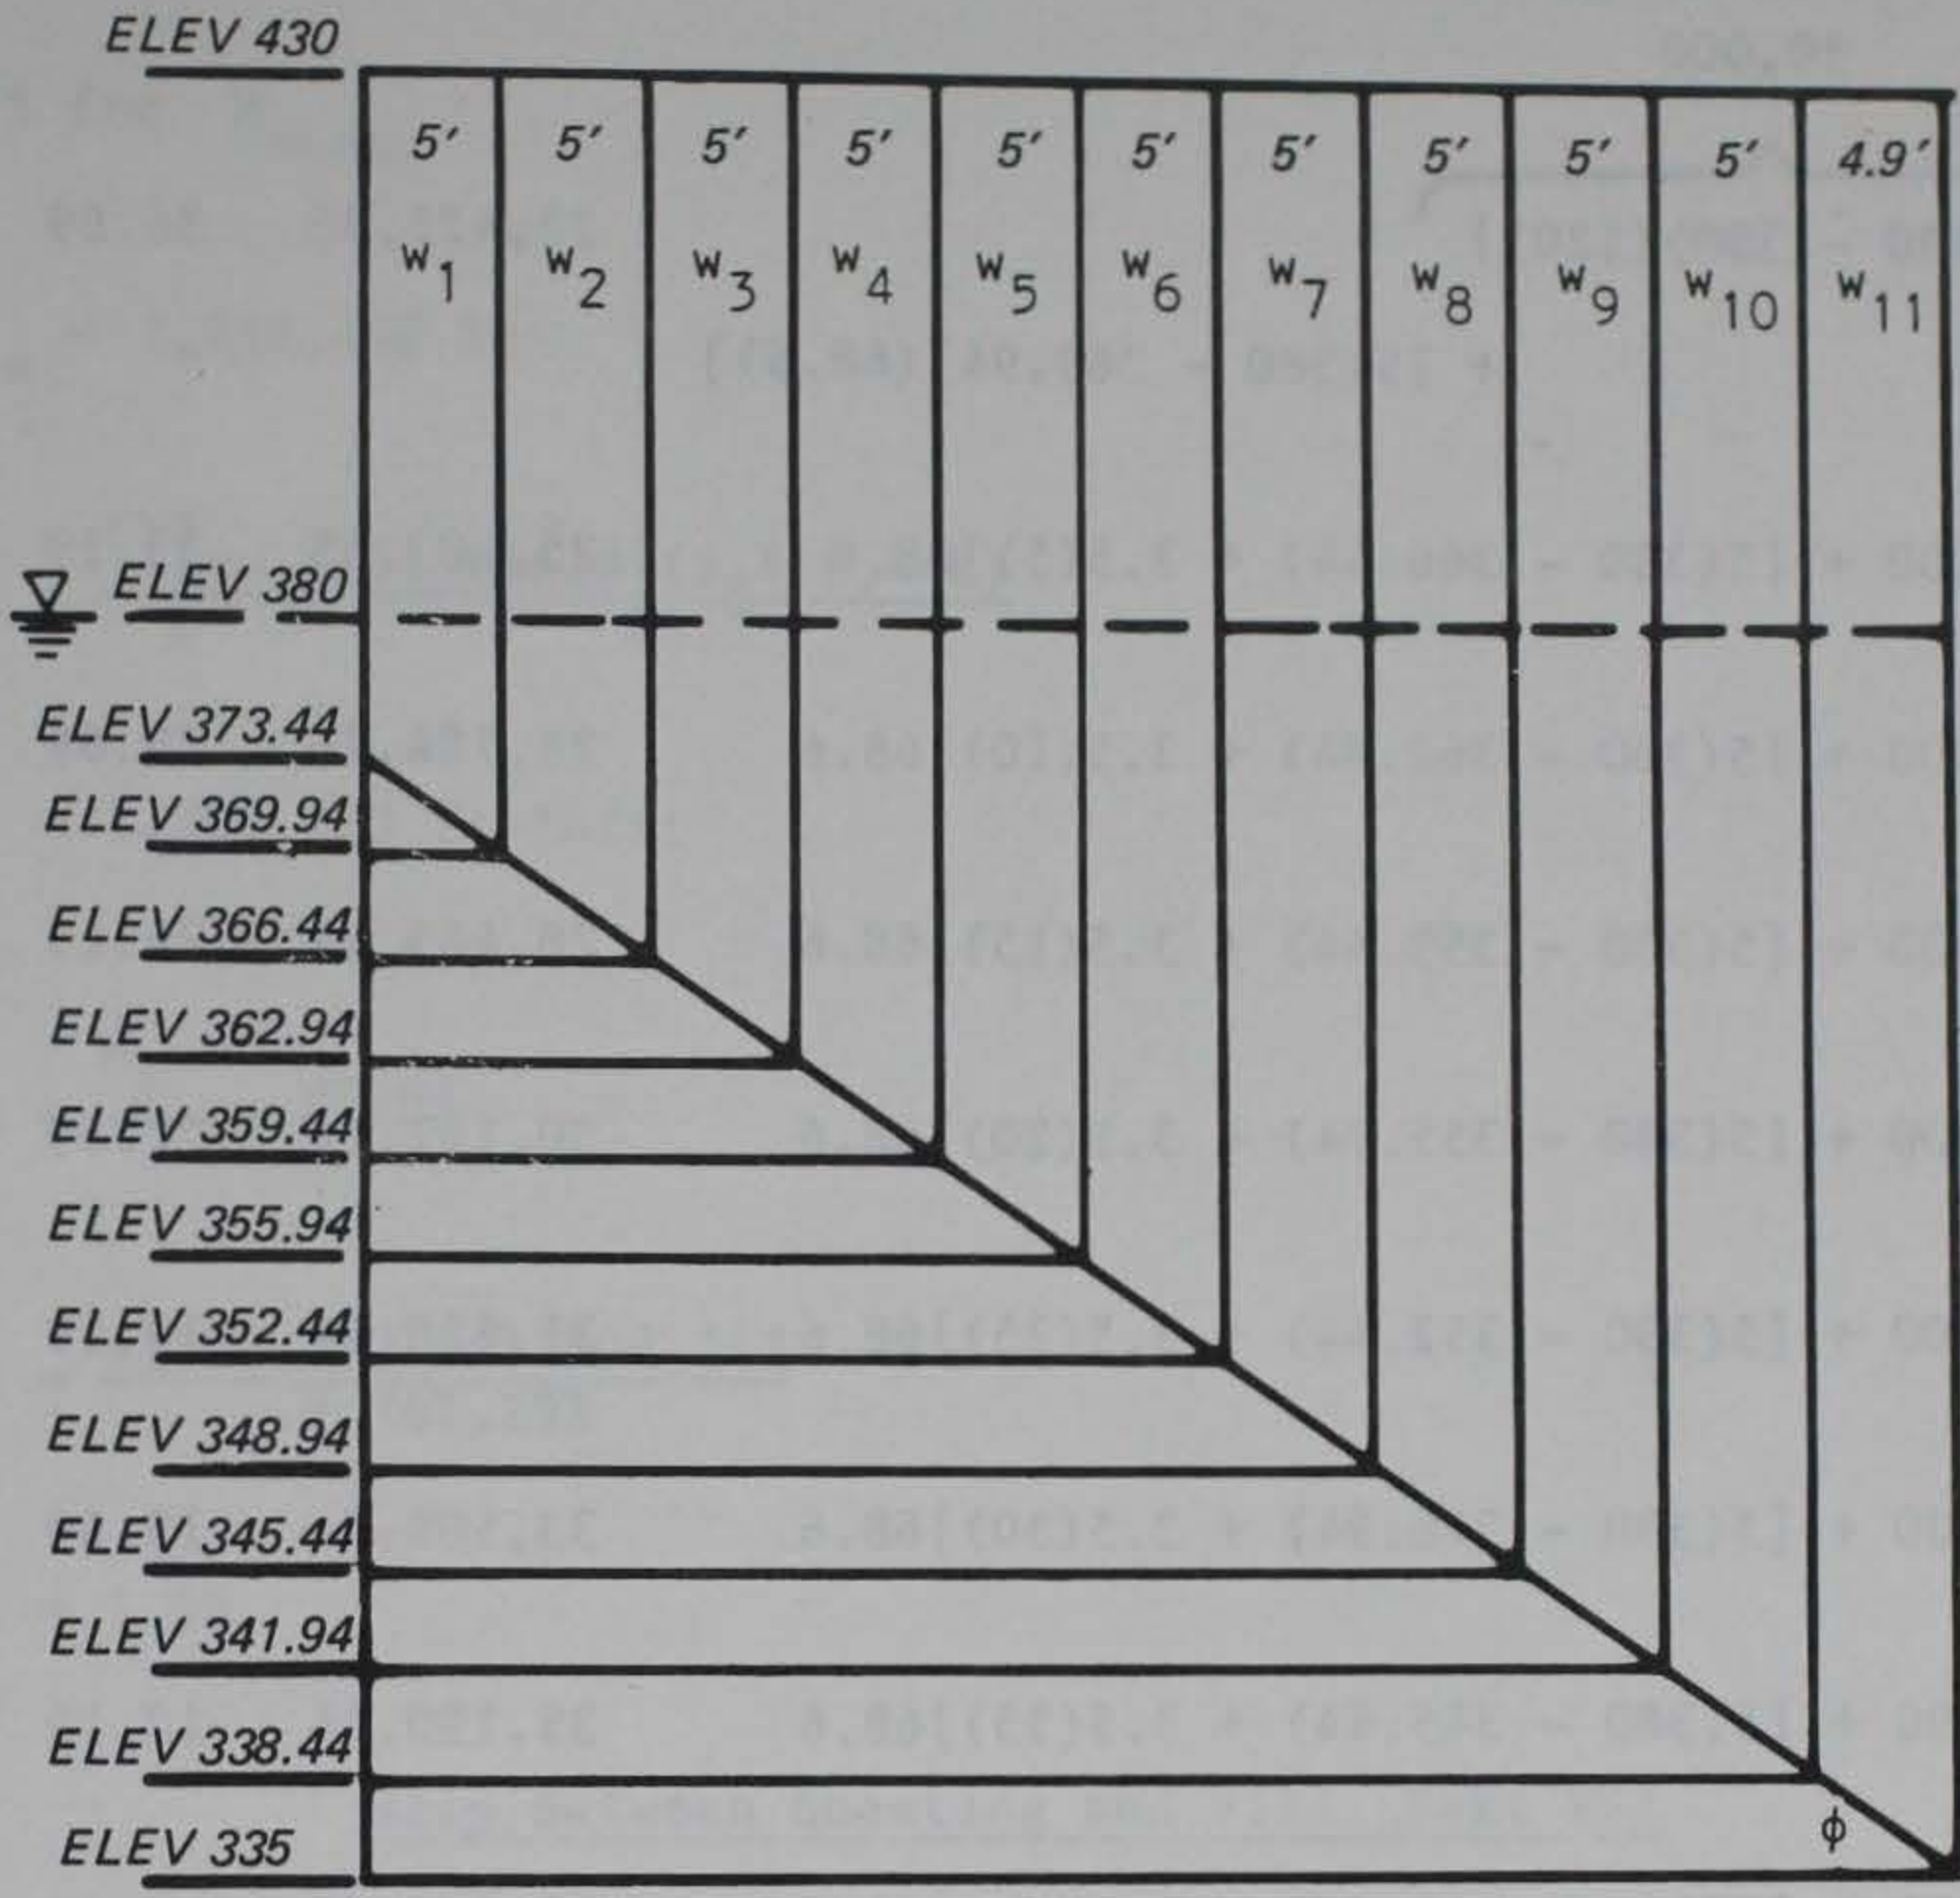 ELEV 430
5' 5' 5' 5' 5' 5' 5' 5' 5' 5' 4.9'
w1 w2 w3 w4 w5 w6 w7 w8 w9 w10 w11
ELEV 380
ELEV 373.44
ELEV 369.94
ELEV 366.44
ELEV 362.94
ELEV 359.44
ELEV 355.94
ELEV 352.44
ELEV 348.94
ELEV 345.44
ELEV 341.94
ELEV 338.44
ϕ
ELEV 335